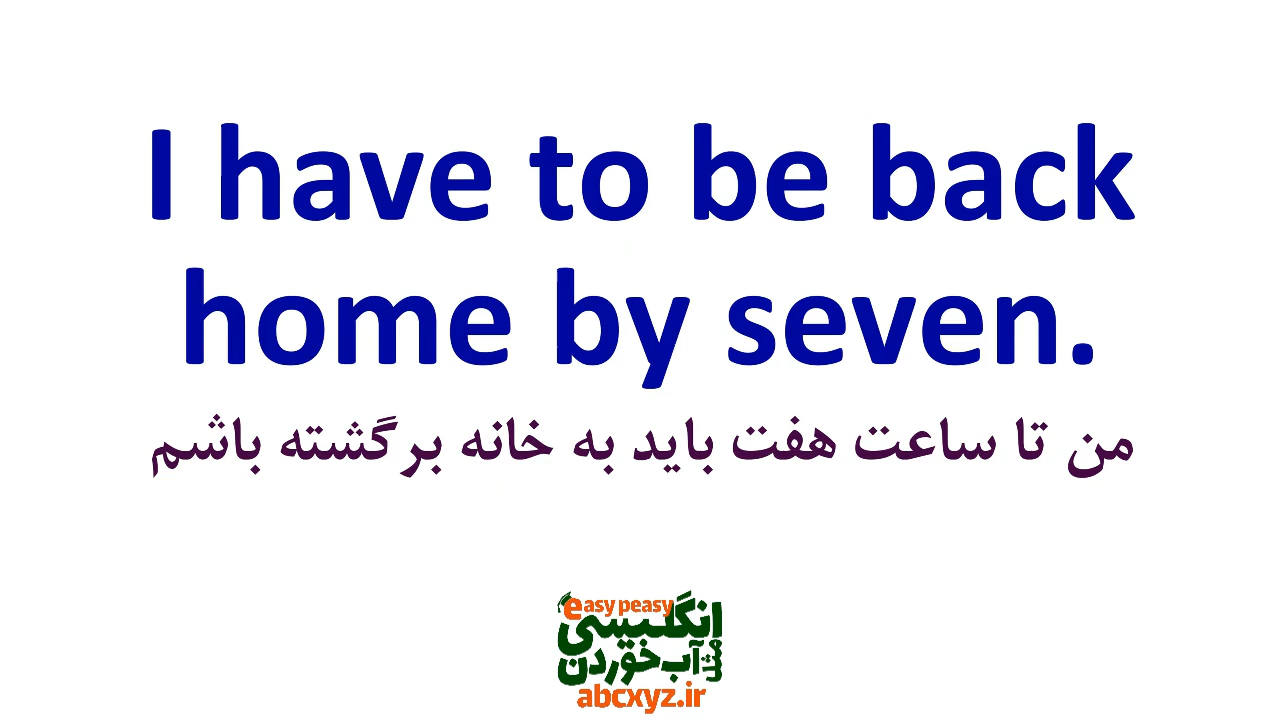 I have to be back
home by seven.
من تا ساعت هفت باید به خانه برگشته باشم
easy peasy
انگلیسی
مثل آب خوردن
abcxyz.ir